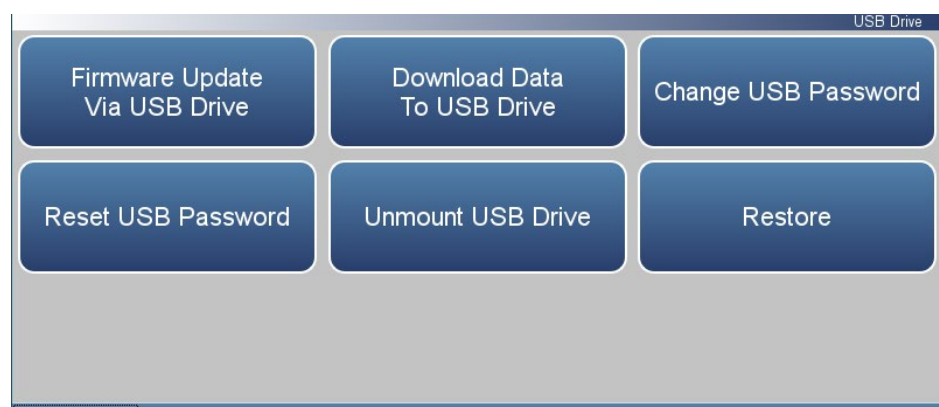 USB Drive
Firmware Update
Via USB Drive
Download Data
To USB Drive
Change USB Password
Reset USB Password
Unmount USB Drive
Restore